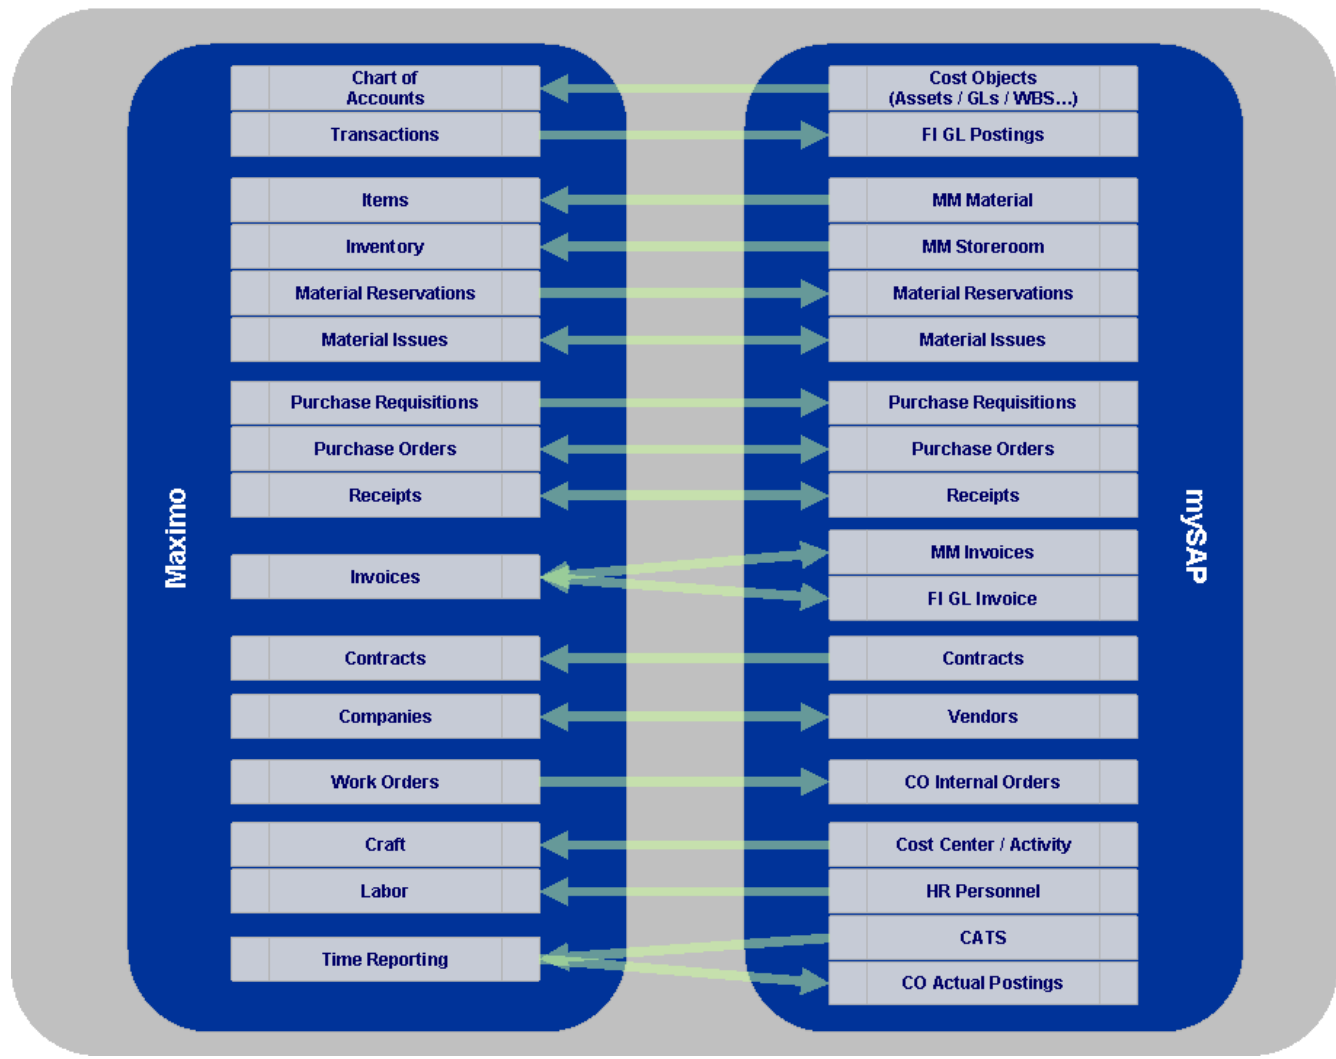 Maximo
Chart of
Accounts
Transactions
Items
Inventory
Material Reservations
Material Issues
Purchase Requisitions
Purchase Orders
Receipts
Invoices
Contracts
Companies
Work Orders
Craft
Labor
Time Reporting
Cost Objects
(Assets / GLs / WBS...)
FI GL Postings
MM Material
MM Storeroom
Material Reservations
Material Issues
Purchase Requisitions
Purchase Orders
Receipts
MM Invoices
FI GL Invoice
Contracts
Vendors
CO Internal Orders
Cost Center / Activity
HR Personnel
CATS
CO Actual Postings
mySAP